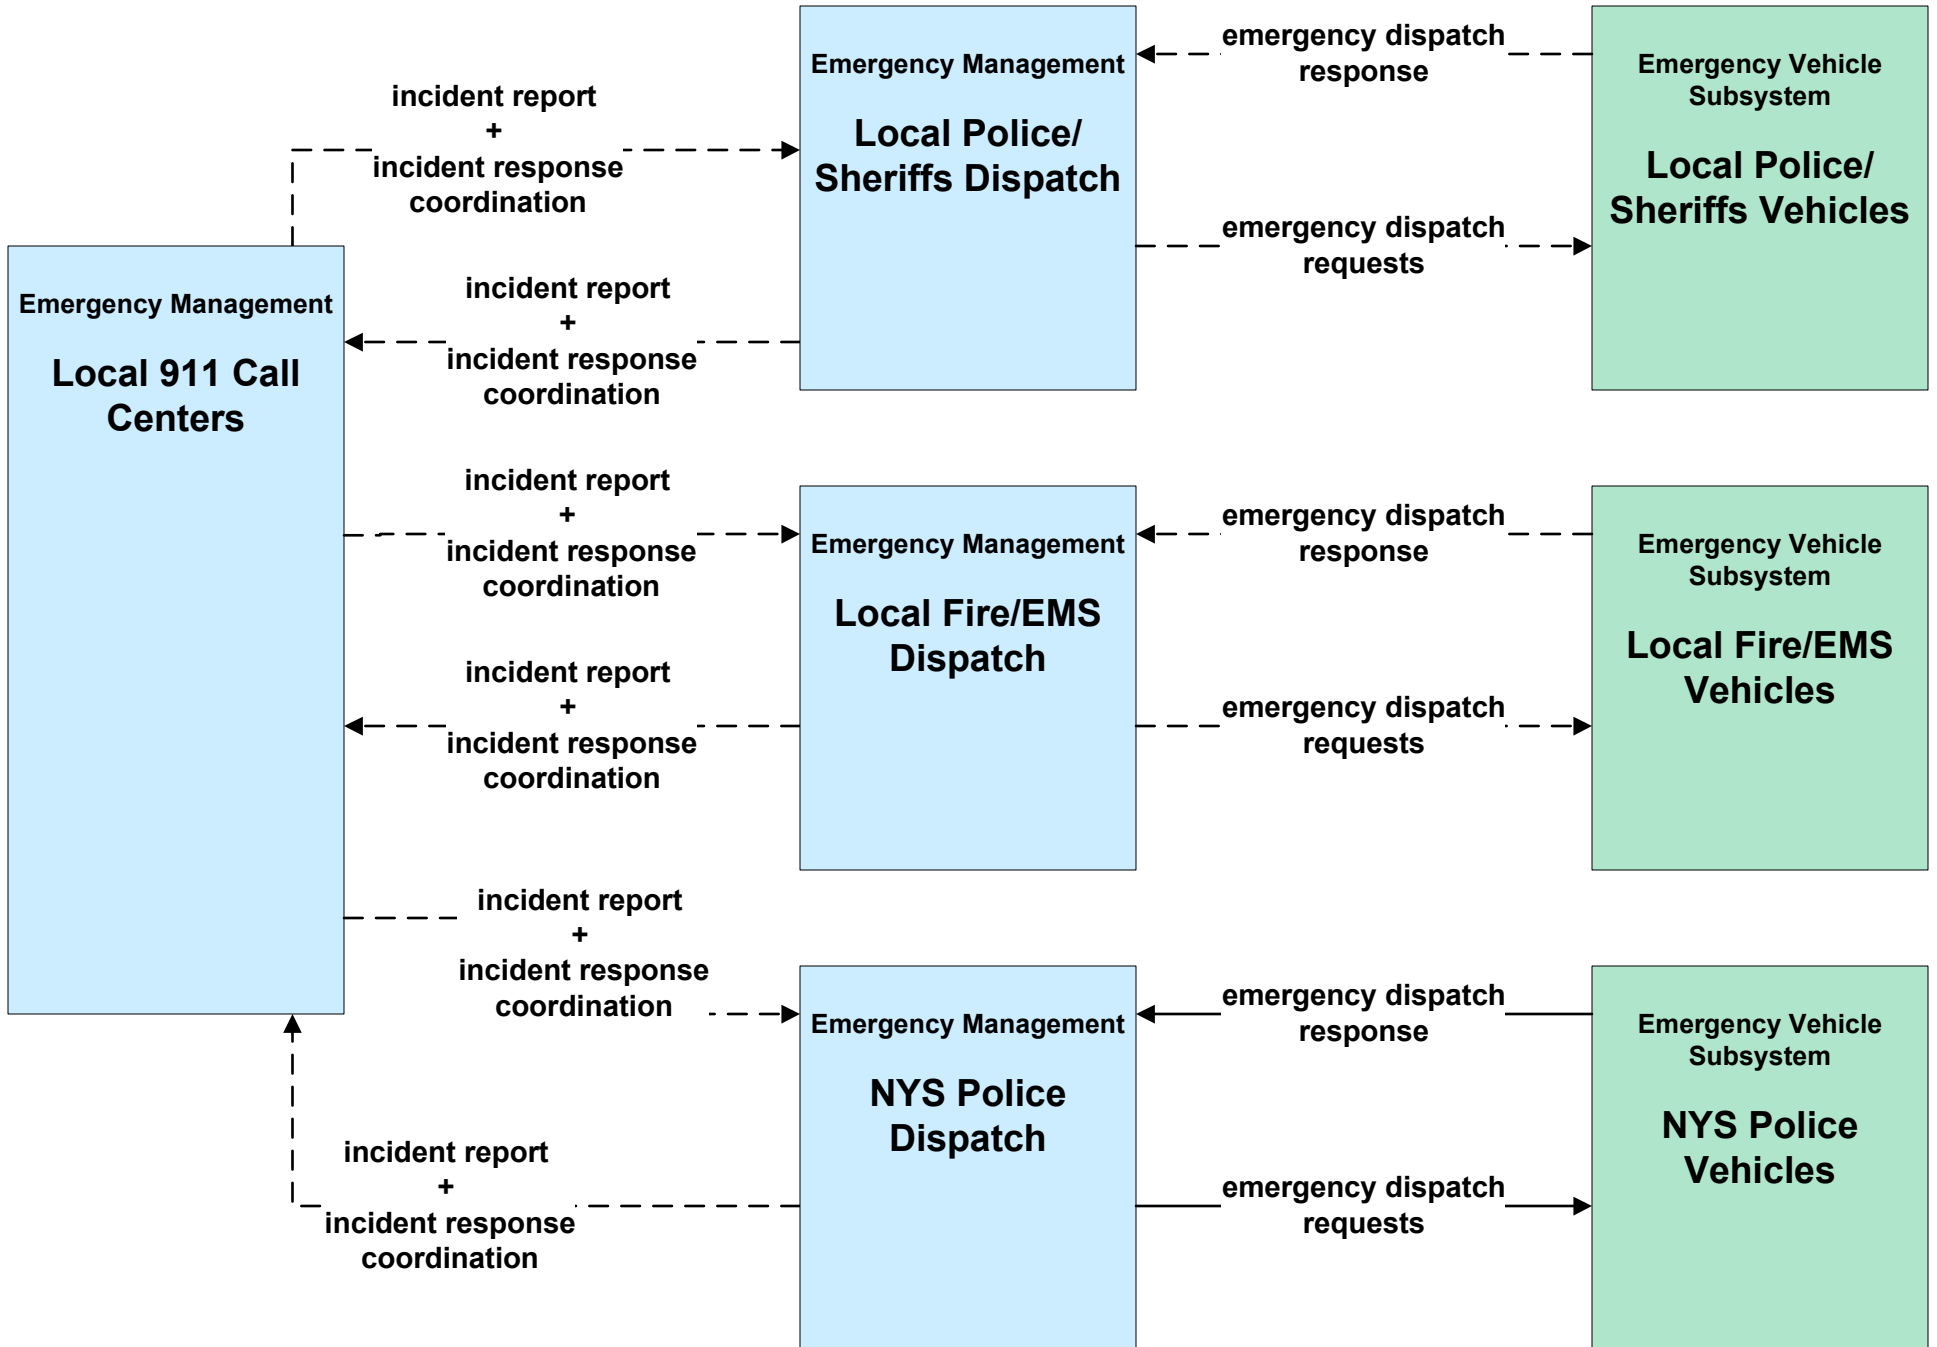 Emergency Management
Local 911 Call
Centers
incident report
+
incident response
coordination
incident report
+
incident response
coordination
Emergency Management
Local Police/
Sheriffs Dispatch
emergency dispatch
response
emergency dispatch
requests
Emergency Vehicle
Subsystem
Local Police/
Sheriffs Vehicles
incident report
+
incident response
coordination
incident report
+
incident response
coordination
Emergency Management
Local Fire/EMS
Dispatch
emergency dispatch
response
emergency dispatch
requests
Emergency Vehicle
Subsystem
Local Fire/EMS
Vehicles
incident report
+
incident response
coordination
incident report
+
incident response
coordination
Emergency Management
NYS Police
Dispatch
emergency dispatch
response
emergency dispatch
requests
Emergency Vehicle
Subsystem
NYS Police
Vehicles